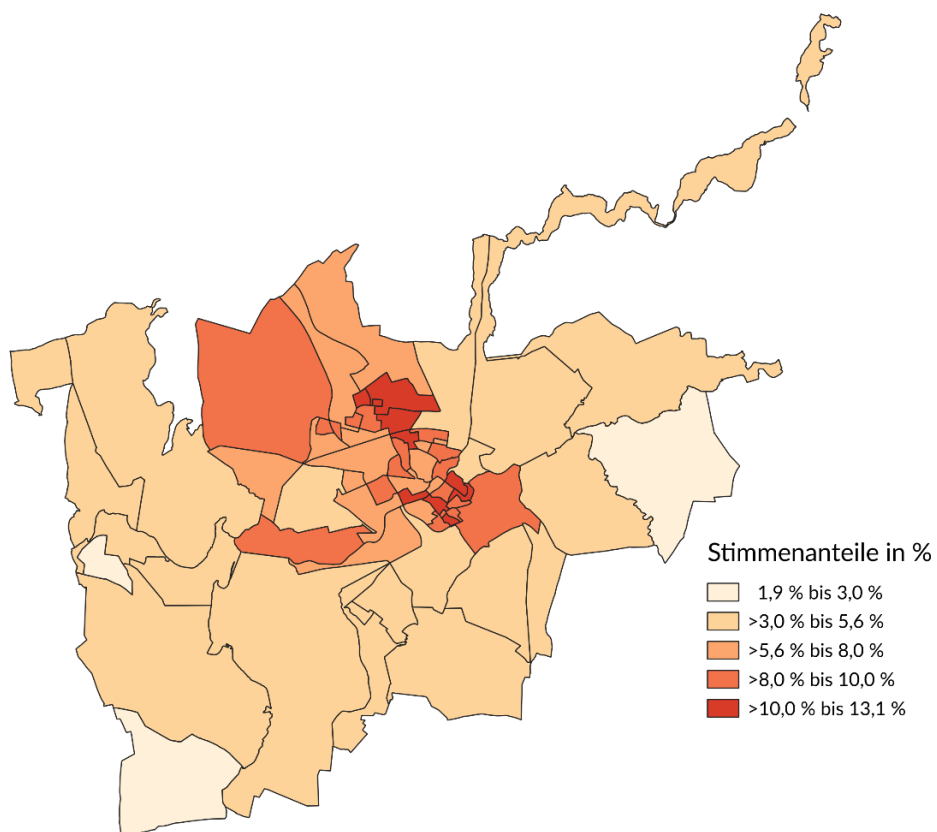 Stimmenanteile in %
1,9 % bis 3,0 %
>3,0 % bis 5,6 %
>5,6 % bis 8,0 %
>8,0 % bis 10,0 %
>10,0 % bis 13,1 %